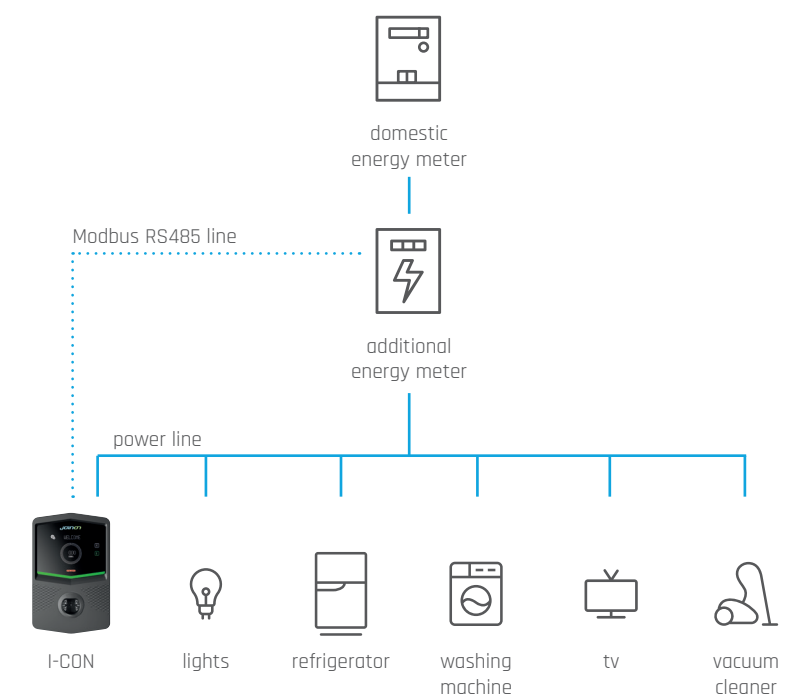 domestic
energy meter
Modbus RS485 line
additional
energy meter
power line
JOINON
WELCOME
I-CON
lights
refrigerator
washing
machine
tv
vacuum
cleaner